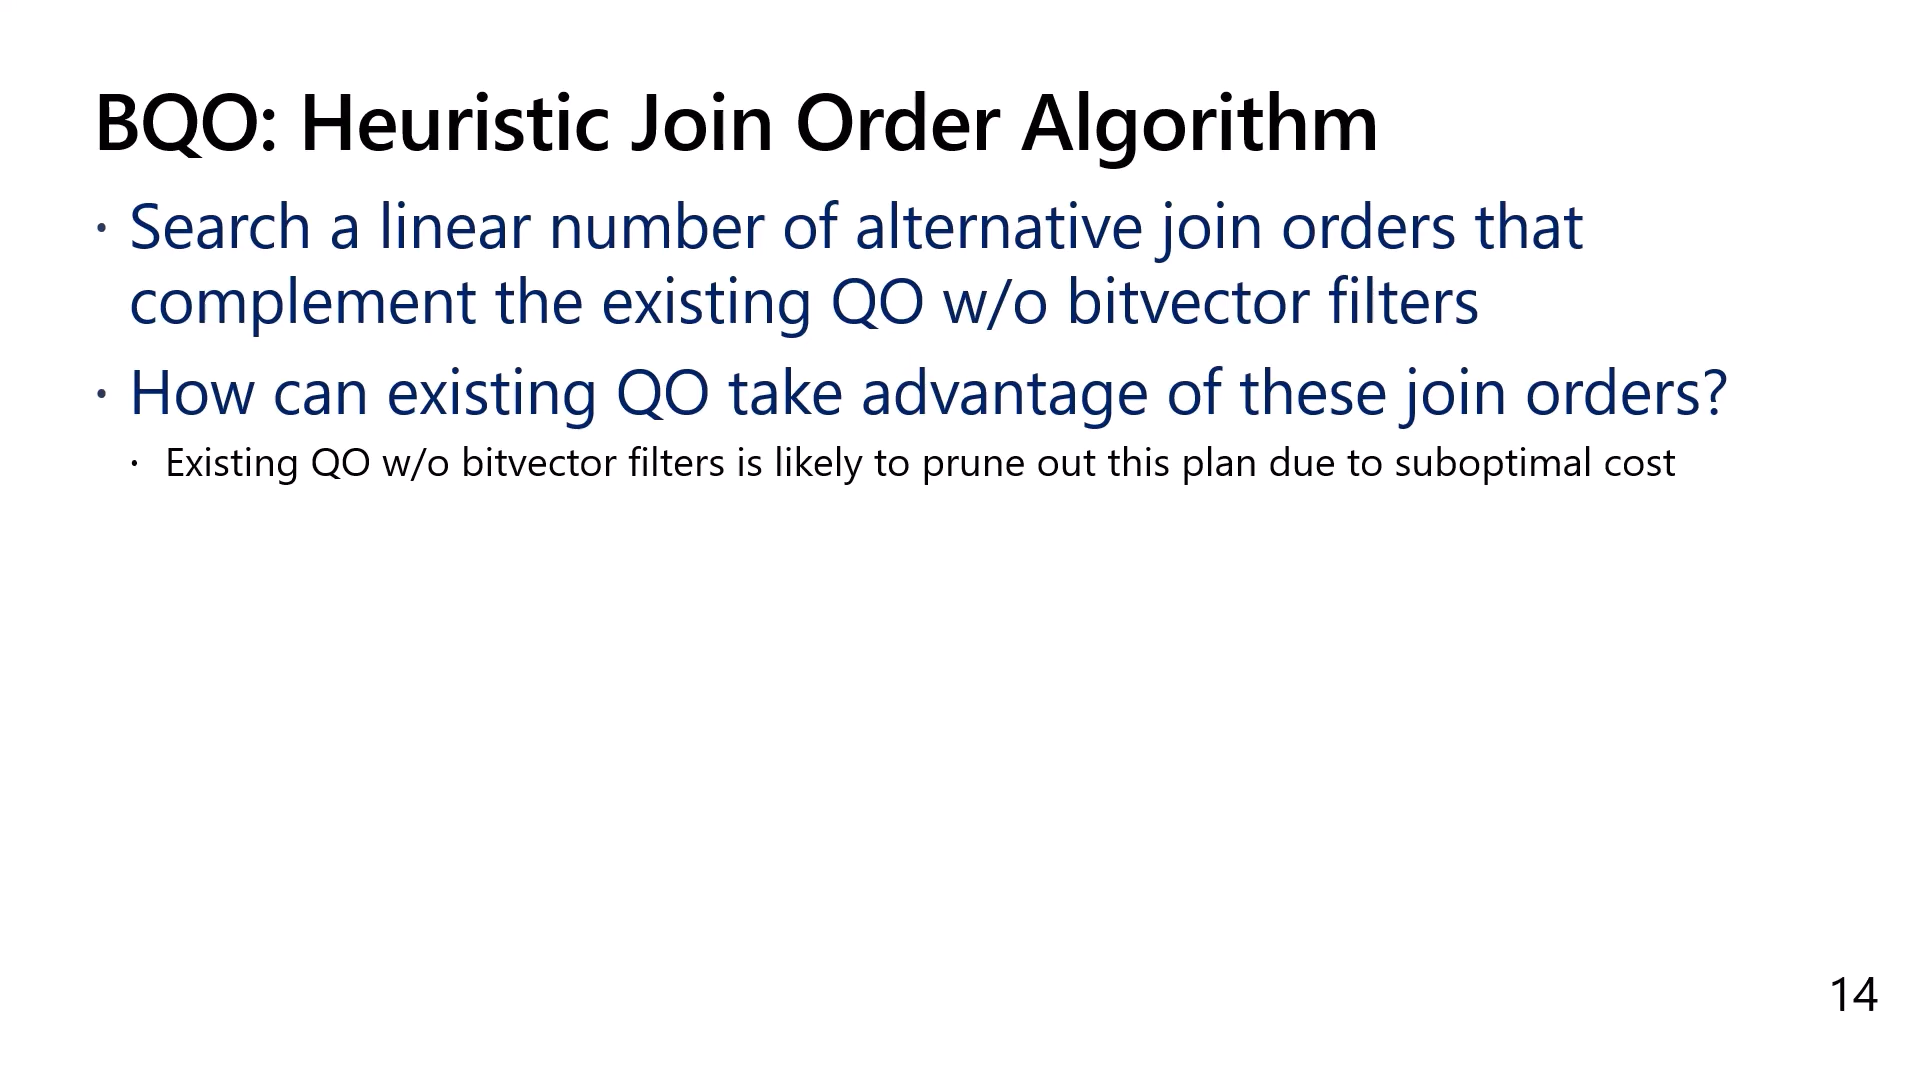 BQO: Heuristic Join Order Algorithm
· Search a linear number of alternative join orders that
complement the existing QO w/o bitvector filters
· How can existing QO take advantage of these join orders?
· Existing QO w/o bitvector filters is likely to prune out this plan due to suboptimal cost
14